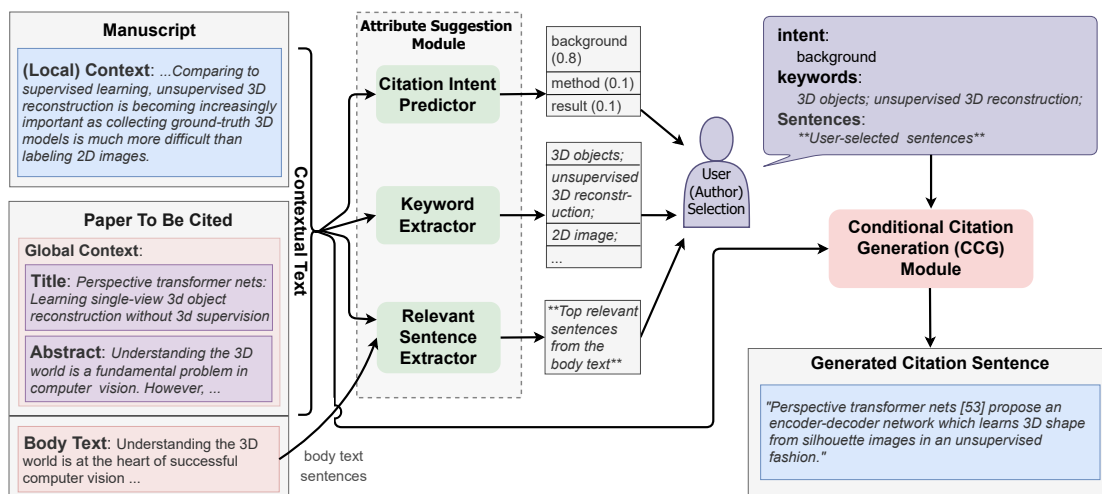 Manuscript
(Local) Context: ...Comparing to
supervised learning, unsupervised 3D
reconstruction is becoming increasingly
important as collecting ground-truth 3D
models is much more difficult than
labeling 2D images.
Paper To Be Cited
Global Context:
Title: Perspective transformer nets:
Learning single-view 3d object
reconstruction without 3d supervision
Abstract: Understanding the 3D
world is a fundamental problem in
computer vision. However, ...
Body Text: Understanding the 3D
world is at the heart of successful
computer vision ...
Contextual Text
body text
sentences
Attribute Suggestion
Module
Citation Intent
Predictor
Keyword
Extractor
Relevant
Sentence
Extractor
background
(0.8)
method (0.1)
result (0.1)
3D objects;
unsupervised
3D reconstr-
uction;
2D image;
...
**Top relevant
sentences
from the
body text**
User
(Author)
Selection
intent:
background
keywords:
3D objects; unsupervised 3D reconstruction;
Sentences:
**User-selected sentences**
Conditional Citation
Generation (CCG)
Module
Generated Citation Sentence
"Perspective transformer nets [53] propose an
encoder-decoder network which learns 3D shape
from silhouette images in an unsupervised
fashion."